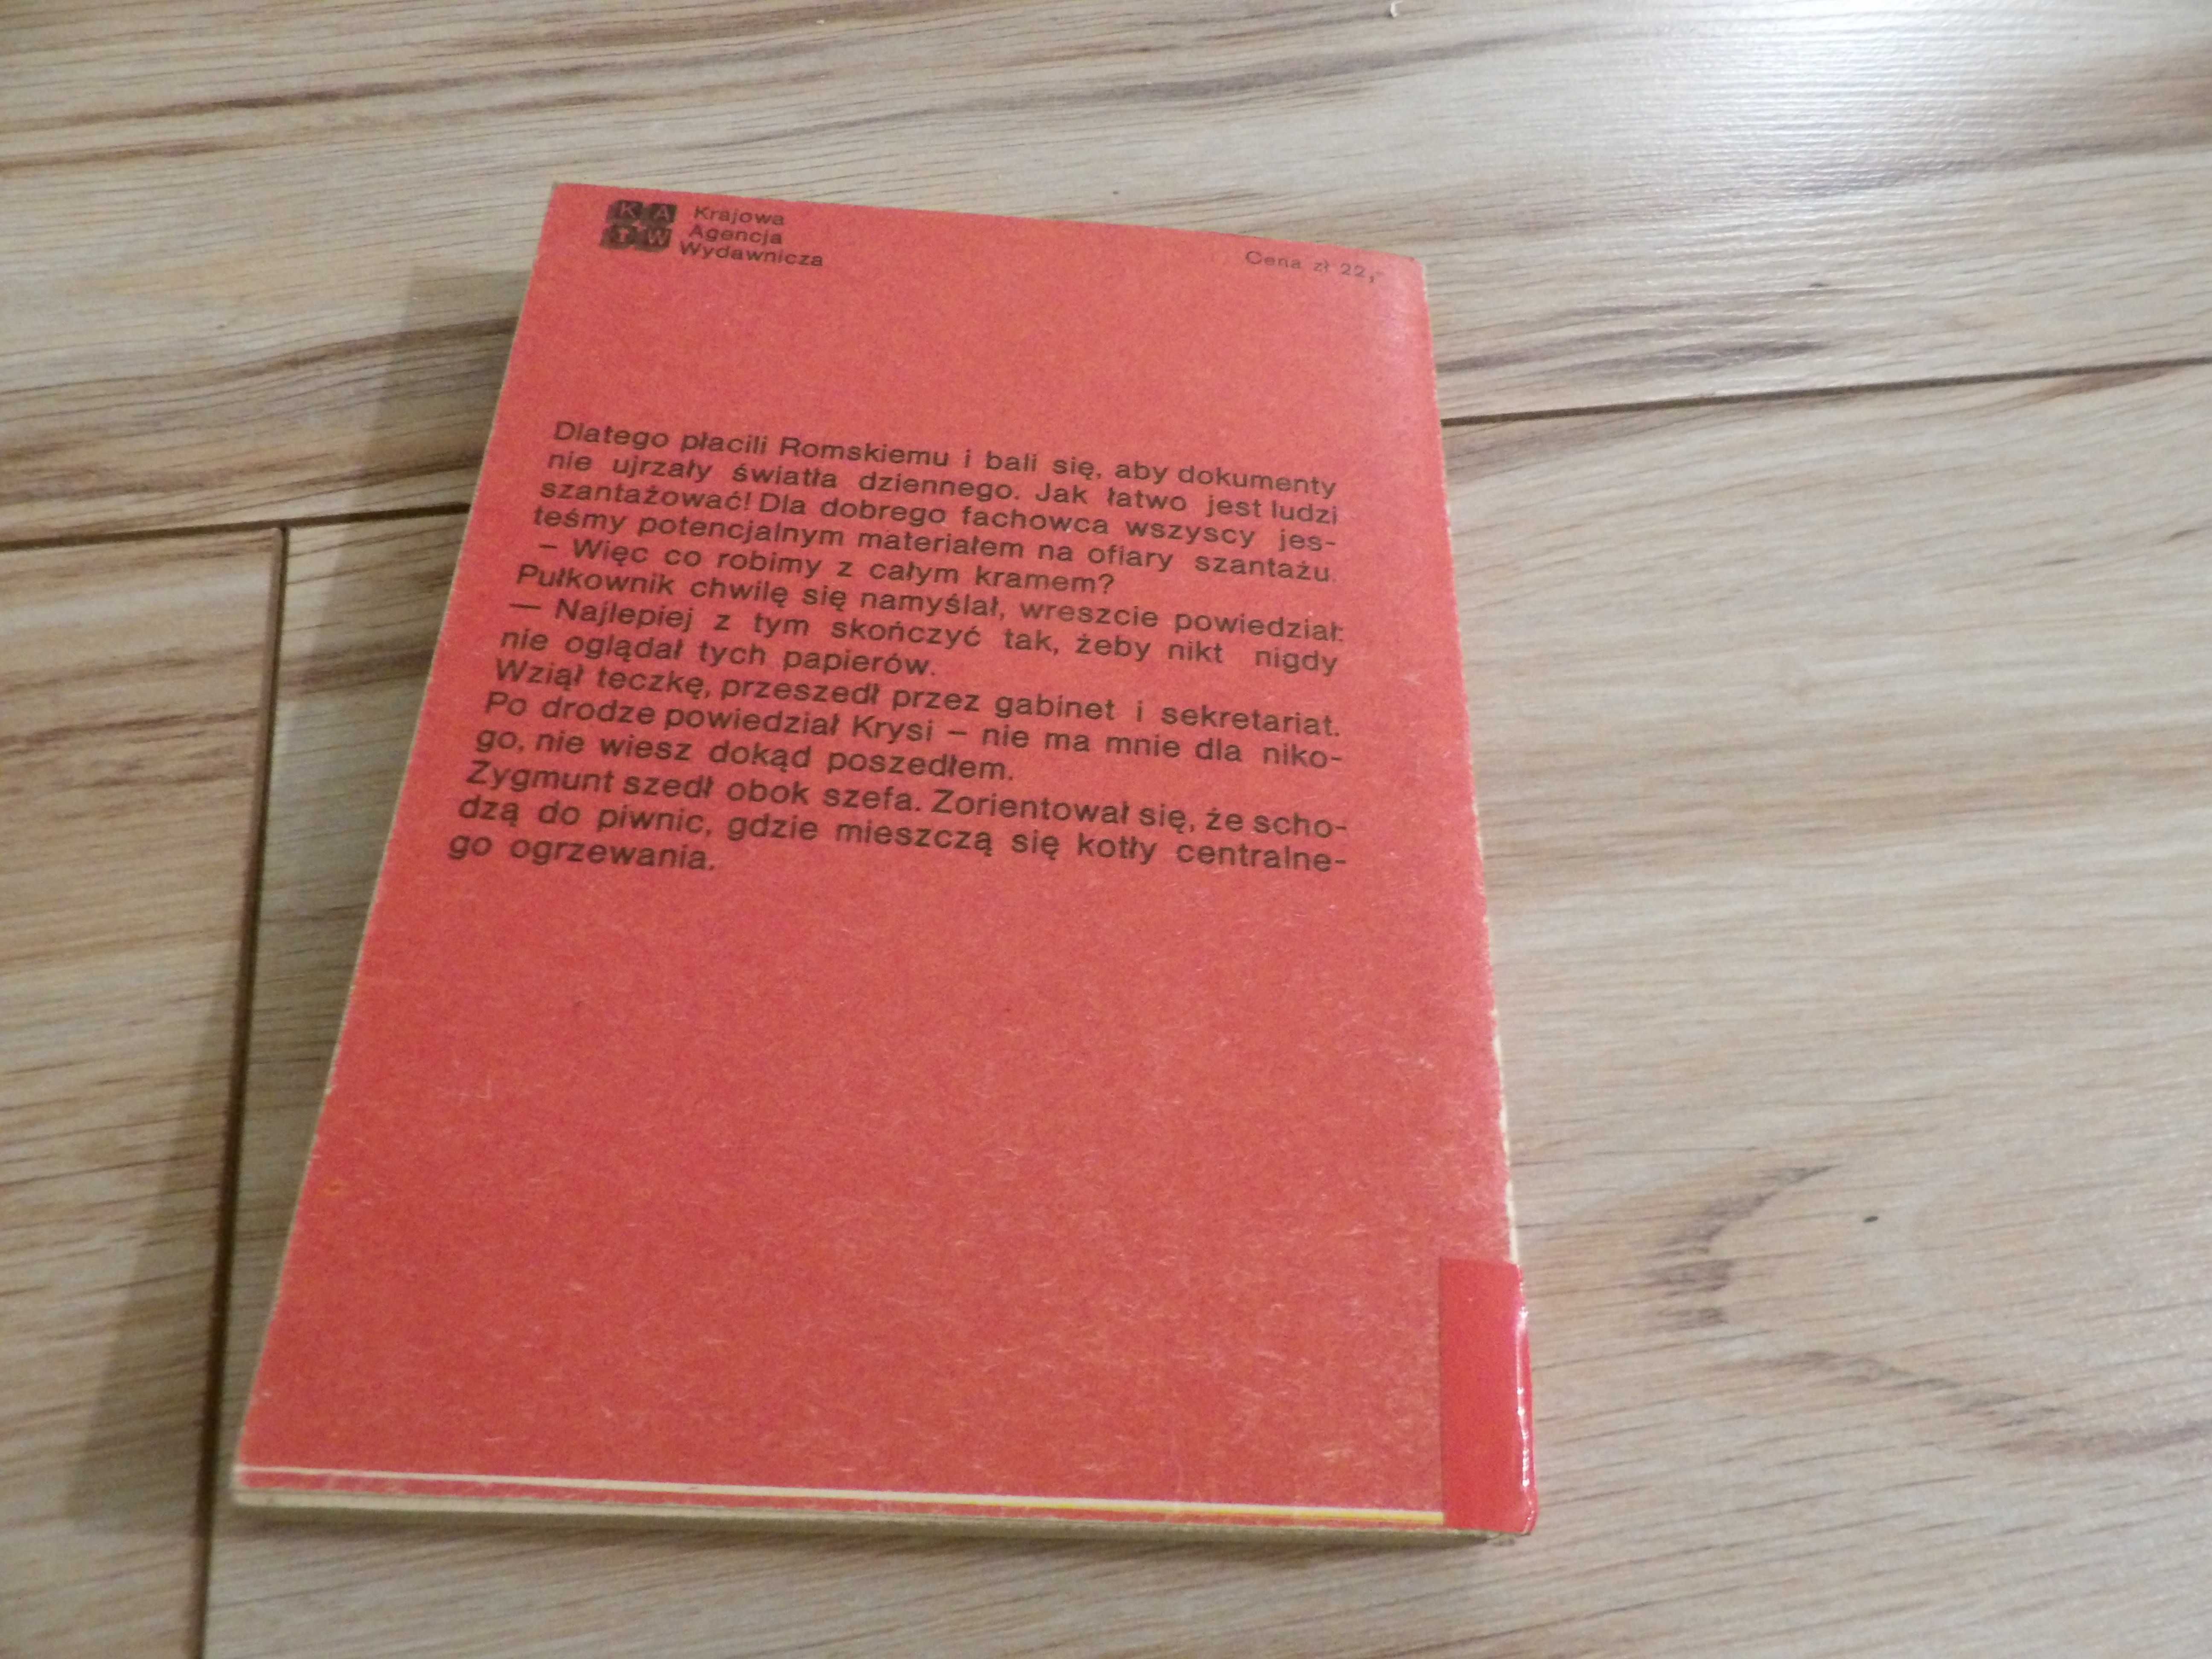 KA
TW
Krajowa
Agencja
Wydawnicza
Cena zł 22,-
Dlatego płacili Romskiemu i bali się, aby dokumenty
nie ujrzały światła dziennego. Jak łatwo jest ludzi
szantażować! Dla dobrego fachowca wszyscy jes-
teśmy potencjalnym materiałem na ofiary szantażu.
– Więc co robimy z całym kramem?
Pułkownik chwilę się namyślał, wreszcie powiedział:
— Najlepiej z tym skończyć tak, żeby nikt nigdy
nie oglądał tych papierów.
Wziął teczkę, przeszedł przez gabinet i sekretariat.
Po drodze powiedział Krysi – nie ma mnie dla niko-
go, nie wiesz dokąd poszedłem.
Zygmunt szedł obok szefa. Zorientował się, że scho-
dzą do piwnic, gdzie mieszczą się kotły centralne-
go ogrzewania.